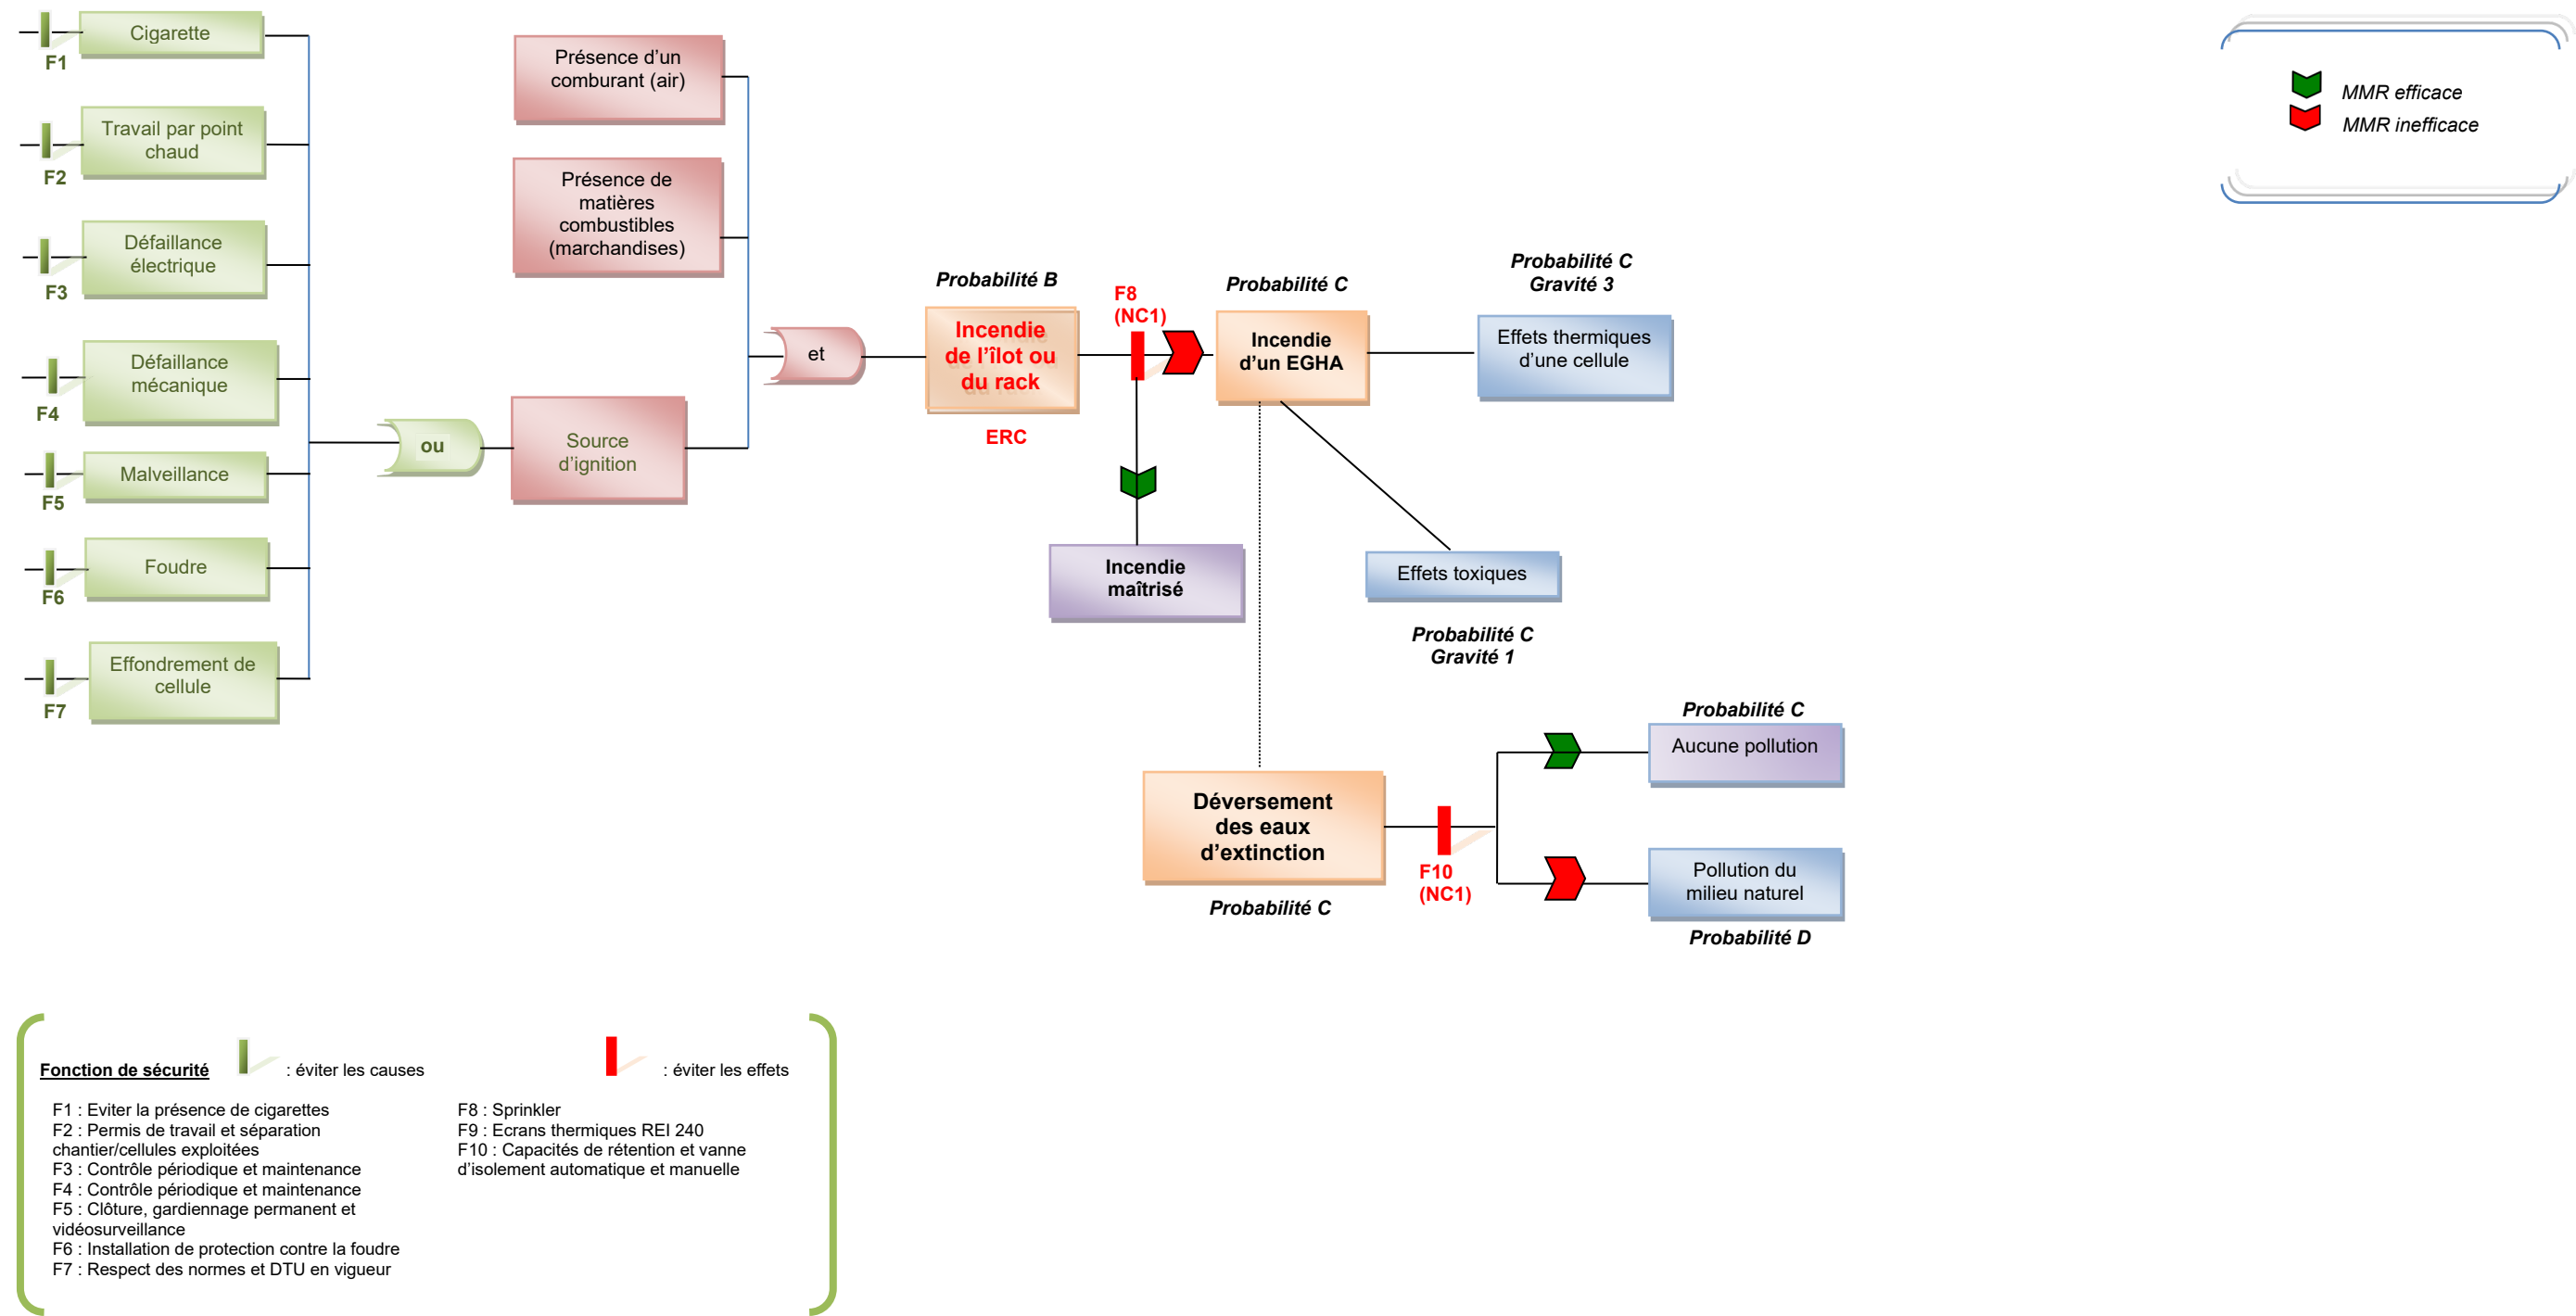 Cigarette
F1
Travail par point
chaud
F2
Défaillance
électrique
F3
Défaillance
mécanique
F4
Malveillance
F5
Foudre
F6
Effondrement de
cellule
F7
ou
Présence d’un
comburant (air)
Présence de
matières
combustibles
(marchandises)
Source
d’ignition
et
Probabilité B
Incendie
de l’îlot ou
du rack
ERC
F8
(NC1)
Incendie
maîtrisé
Probabilité C
Incendie
d’un EGHA
Probabilité C
Gravité 3
Effets thermiques
d’une cellule
Effets toxiques
Probabilité C
Gravité 1
Déversement
des eaux
d’extinction
Probabilité C
F10
(NC1)
Probabilité C
Aucune pollution
Pollution du
milieu naturel
Probabilité D
MMR efficace
MMR inefficace
Fonction de sécurité : éviter les causes : éviter les effets
F1 : Eviter la présence de cigarettes
F2 : Permis de travail et séparation
chantier/cellules exploitées
F3 : Contrôle périodique et maintenance
F4 : Contrôle périodique et maintenance
F5 : Clôture, gardiennage permanent et
vidéosurveillance
F6 : Installation de protection contre la foudre
F7 : Respect des normes et DTU en vigueur
F8 : Sprinkler
F9 : Ecrans thermiques REI 240
F10 : Capacités de rétention et vanne
d’isolement automatique et manuelle